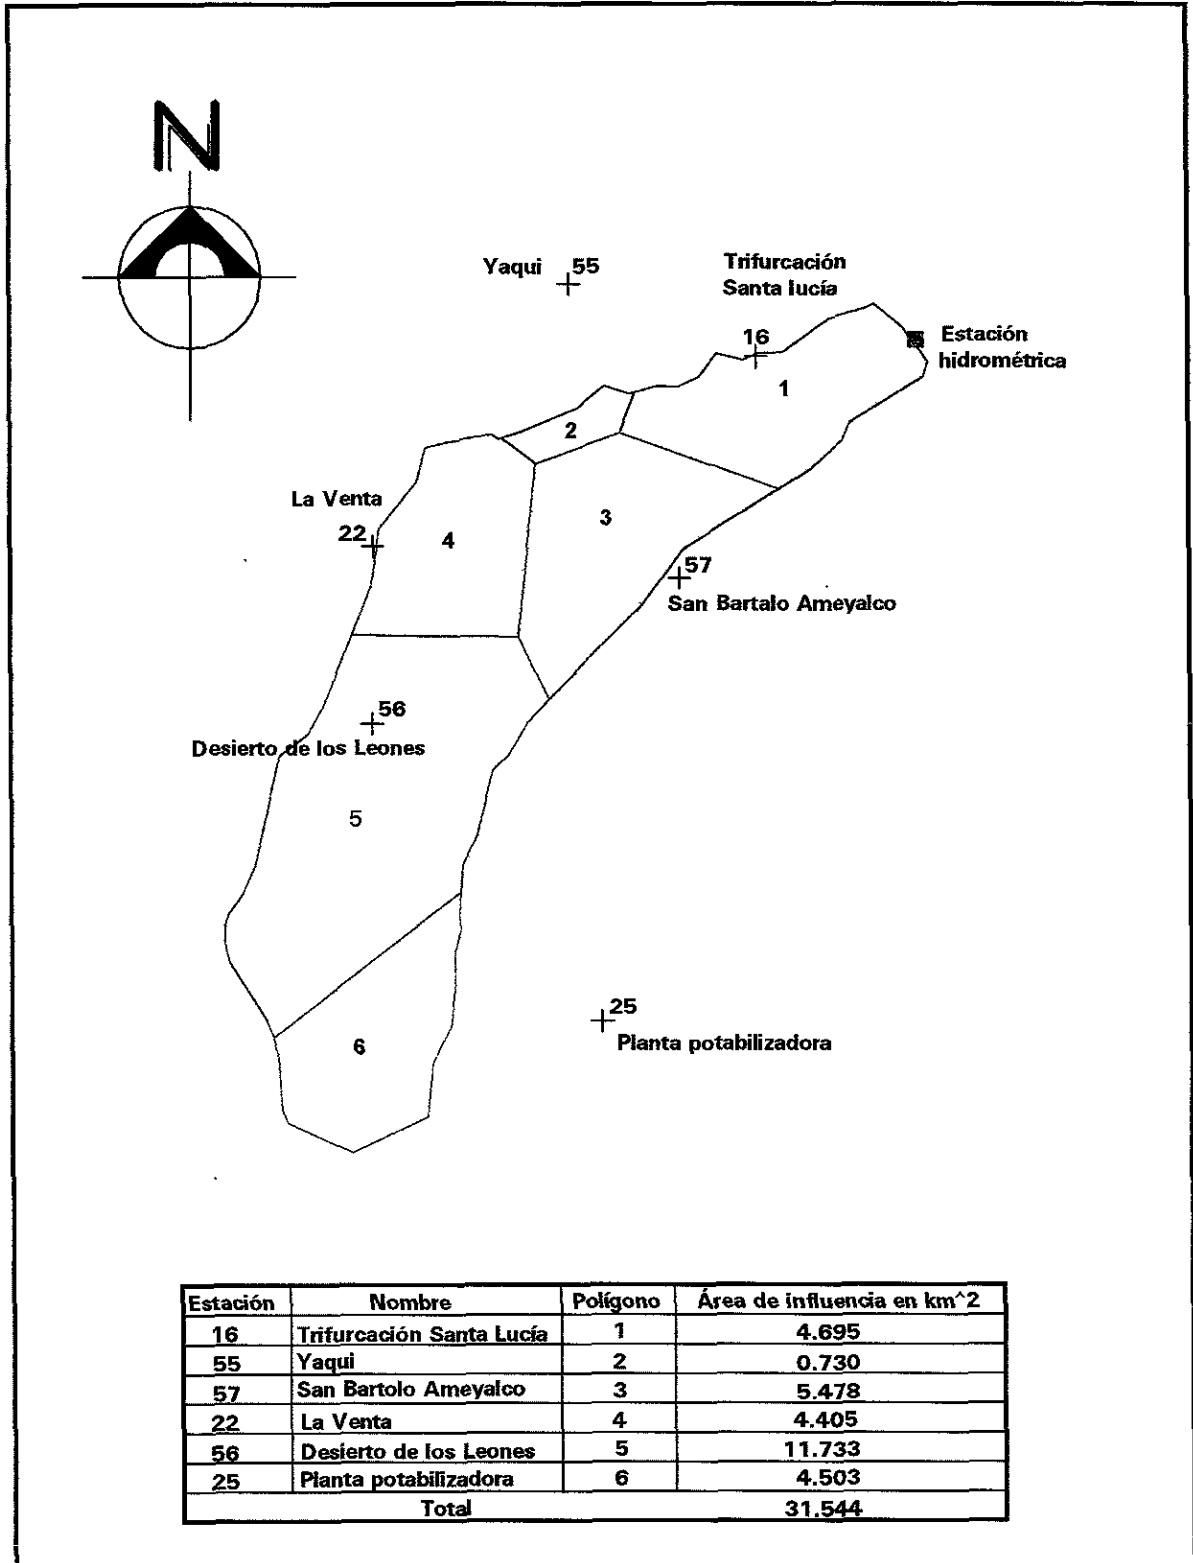 N
Yaqui 55
Trifurcación
Santa lucía
16
Estación
hidrométrica
1
2
La Venta
22
4
3
57
San Bartalo Ameyalco
56
Desierto de los Leones
5
25
Planta potabilizadora
6
Estación Nombre Polígono Área de influencia en km^2
16 Trifurcación Santa Lucía 1 4.695
55 Yaqui 2 0.730
57 San Bartolo Ameyalco 3 5.478
22 La Venta 4 4.405
56 Desierto de los Leones 5 11.733
25 Planta potabilizadora 6 4.503
Total 31.544